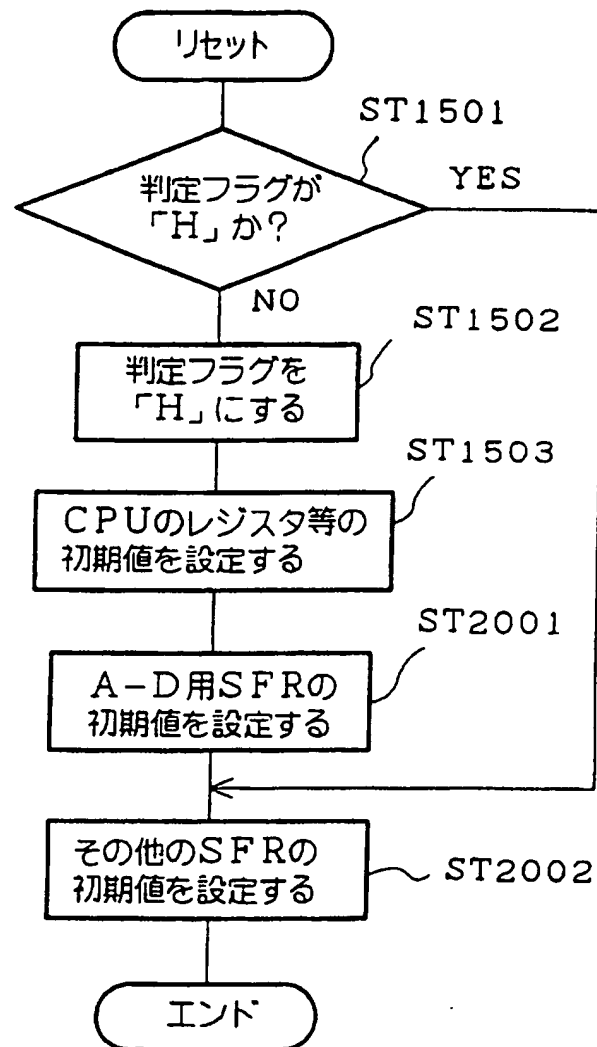 リセット
ST1501
YES
判定フラグが
「H」か?
NO
ST1502
判定フラグを
「H」にする
ST1503
CPUのレジスタ等の
初期値を設定する
ST2001
A-D用SFRの
初期値を設定する
その他のSFRの
初期値を設定する
ST2002
エンド